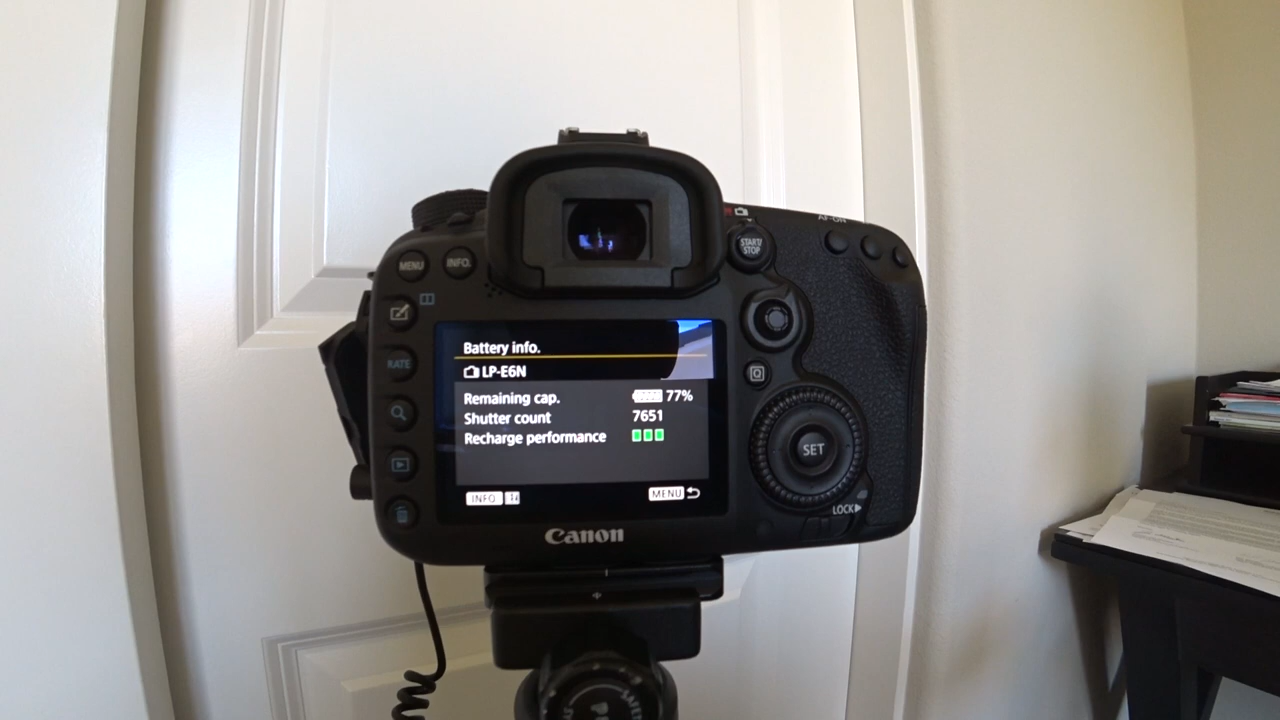 AF-ON
START/
STOP
MENU INFO.
RATE
Q
SET
LOCK▶
Battery info.
LP-E6N
Remaining cap. 77%
Shutter count 7651
Recharge performance
INFO
MENU
Canon